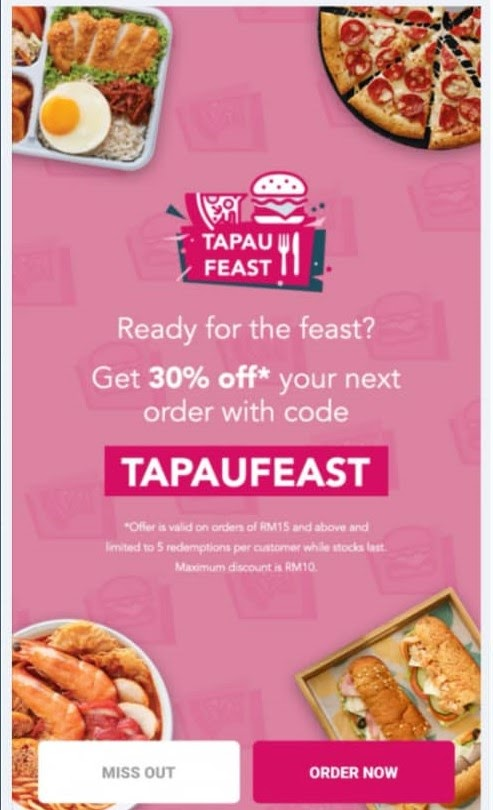 TAPAU
FEAST
Ready for the feast?
Get 30% off* your next
order with code
TAPAUFEAST
*Offer is valid on orders of RM15 and above and
limited to 5 redemptions per customer while stocks last.
Maximum discount is RM10.
MISS OUT
ORDER NOW